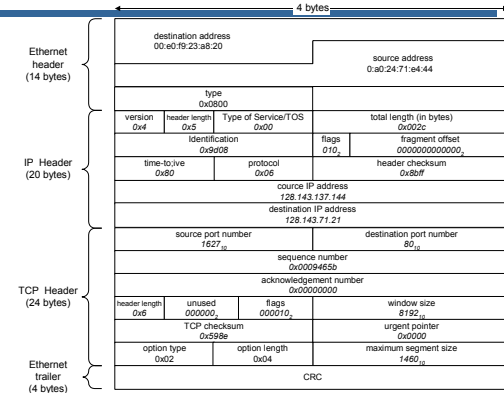 4 bytes
Ethernet
header
(14 bytes)
destination address
00:e0:f9:23:a8:20
source address
0:a0:24:71:e4:44
type
0x0800
IP Header
(20 bytes)
version
0x4
header length
0x5
Type of Service/TOS
0x00
total length (in bytes)
0x002c
Identification
0x9d08
flags
010₂
fragment offset
0000000000000₂
time-to;ive
0x80
protocol
0x06
header checksum
0x8bff
cource IP address
128.143.137.144
destination IP address
128.143.71.21
TCP Header
(24 bytes)
source port number
1627₁₀
destination port number
80₁₀
sequence number
0x0009465b
acknowledgement number
0x00000000
header length
0x6
unused
000000₂
flags
000010₂
window size
8192₁₀
TCP checksum
0x598e
urgent pointer
0x0000
option type
0x02
option length
0x04
maximum segment size
1460₁₀
Ethernet
trailer
(4 bytes)
CRC